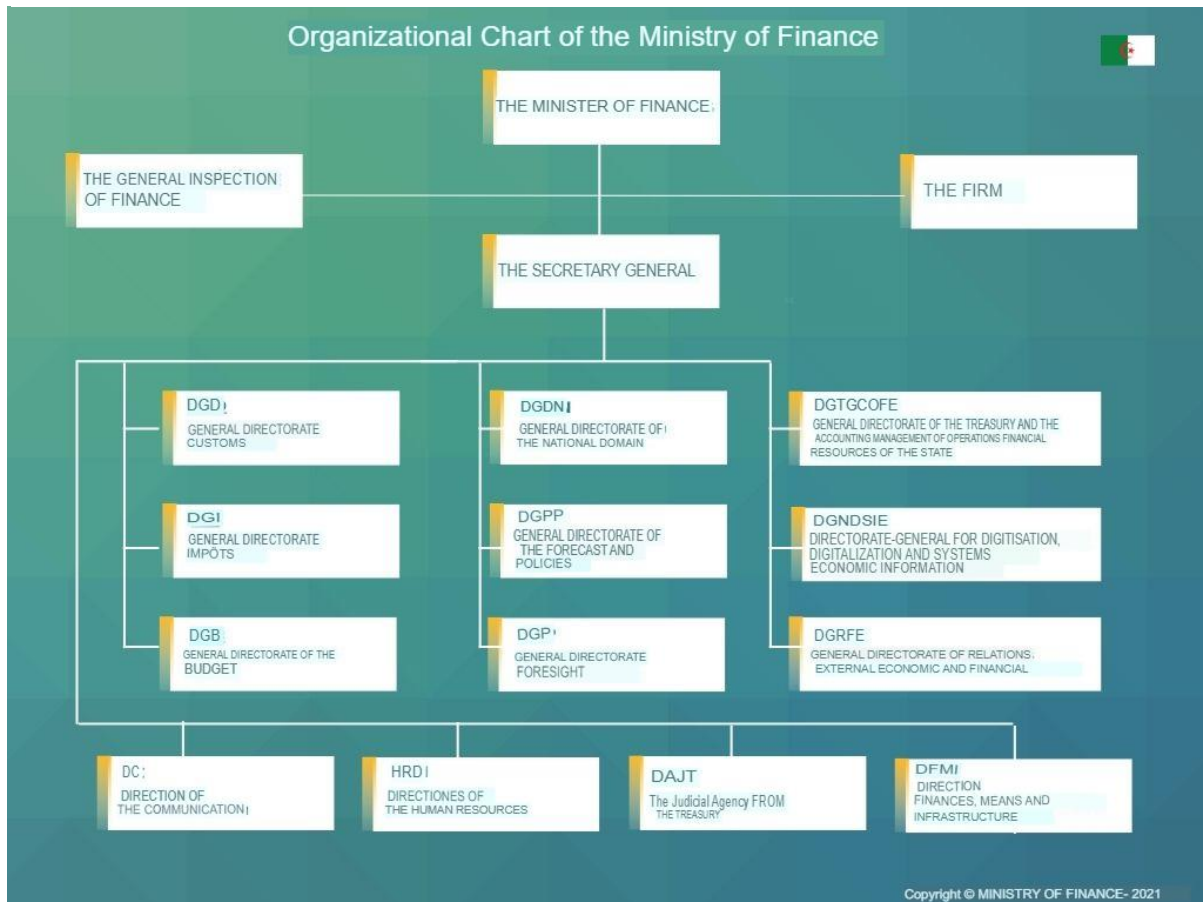 Organizational Chart of the Ministry of Finance
THE MINISTER OF FINANCE
THE GENERAL INSPECTION
OF FINANCE
THE FIRM
THE SECRETARY GENERAL
DGD
GENERAL DIRECTORATE
CUSTOMS
DGDN
GENERAL DIRECTORATE OF
THE NATIONAL DOMAIN
DGTGCOFE
GENERAL DIRECTORATE OF THE TREASURY AND THE
ACCOUNTING MANAGEMENT OF OPERATIONS FINANCIAL
RESOURCES OF THE STATE
DGI
GENERAL DIRECTORATE
IMPÔTS
DGPP
GENERAL DIRECTORATE OF
THE FORECAST AND
POLICIES
DGNDSIE
DIRECTORATE-GENERAL FOR DIGITISATION,
DIGITALIZATION AND SYSTEMS
ECONOMIC INFORMATION
DGB
GENERAL DIRECTORATE OF THE
BUDGET
DGP
GENERAL DIRECTORATE
FORESIGHT
DGRFE
GENERAL DIRECTORATE OF RELATIONS
EXTERNAL ECONOMIC AND FINANCIAL
DC
DIRECTION OF
THE COMMUNICATION
HRD
DIRECTIONES OF
THE HUMAN RESOURCES
DAJT
The Judicial Agency FROM
THE TREASURY
DFM
DIRECTION
FINANCES, MEANS AND
INFRASTRUCTURE
Copyright © MINISTRY OF FINANCE- 2021